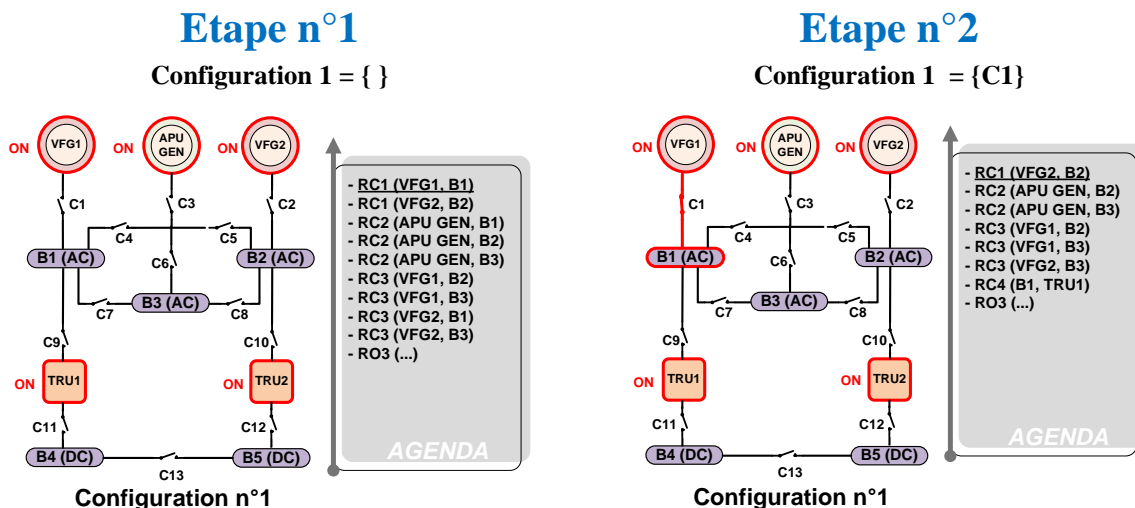 Etape n°1
Configuration 1 = { }
ON
VFG1
ON
APU
GEN
ON
VFG2
C1
C3
C2
C4
C5
B1 (AC)
C6
B2 (AC)
C7
B3 (AC)
C8
C9
C10
ON
TRU1
ON
TRU2
C11
C12
B4 (DC)
C13
B5 (DC)
Configuration n°1
- RC1 (VFG1, B1)
- RC1 (VFG2, B2)
- RC2 (APU GEN, B1)
- RC2 (APU GEN, B2)
- RC2 (APU GEN, B3)
- RC3 (VFG1, B2)
- RC3 (VFG1, B3)
- RC3 (VFG2, B1)
- RC3 (VFG2, B3)
- RO3 (...)
AGENDA
Etape n°2
Configuration 1 = {C1}
ON
VFG1
ON
APU
GEN
ON
VFG2
C1
C3
C2
C4
C5
B1 (AC)
C6
B2 (AC)
C7
B3 (AC)
C8
C9
C10
ON
TRU1
ON
TRU2
C11
C12
B4 (DC)
C13
B5 (DC)
Configuration n°1
- RC1 (VFG2, B2)
- RC2 (APU GEN, B2)
- RC2 (APU GEN, B3)
- RC3 (VFG1, B2)
- RC3 (VFG1, B3)
- RC3 (VFG2, B3)
- RC4 (B1, TRU1)
- RO3 (...)
AGENDA